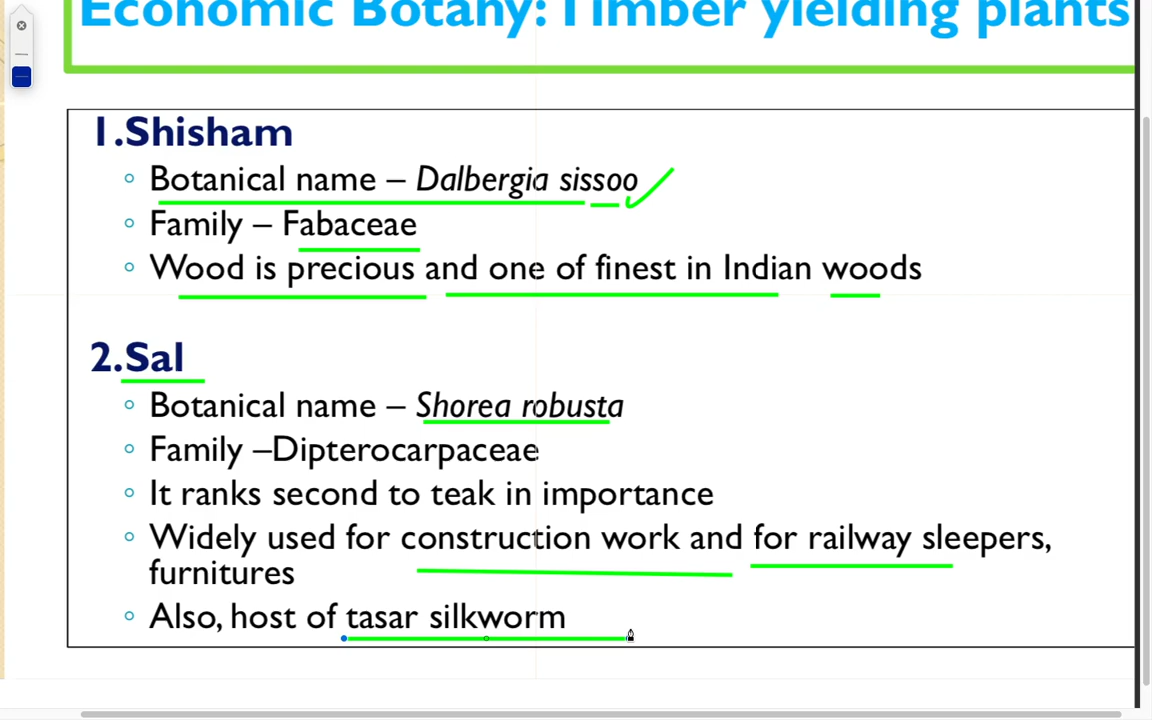 Economic Botany: Timber yielding plants
1.Shisham
Botanical name – Dalbergia sissoo
Family – Fabaceae
Wood is precious and one of finest in Indian woods
2.Sal
Botanical name – Shorea robusta
Family –Dipterocarpaceae
It ranks second to teak in importance
Widely used for construction work and for railway sleepers,
furnitures
Also, host of tasar silkworm